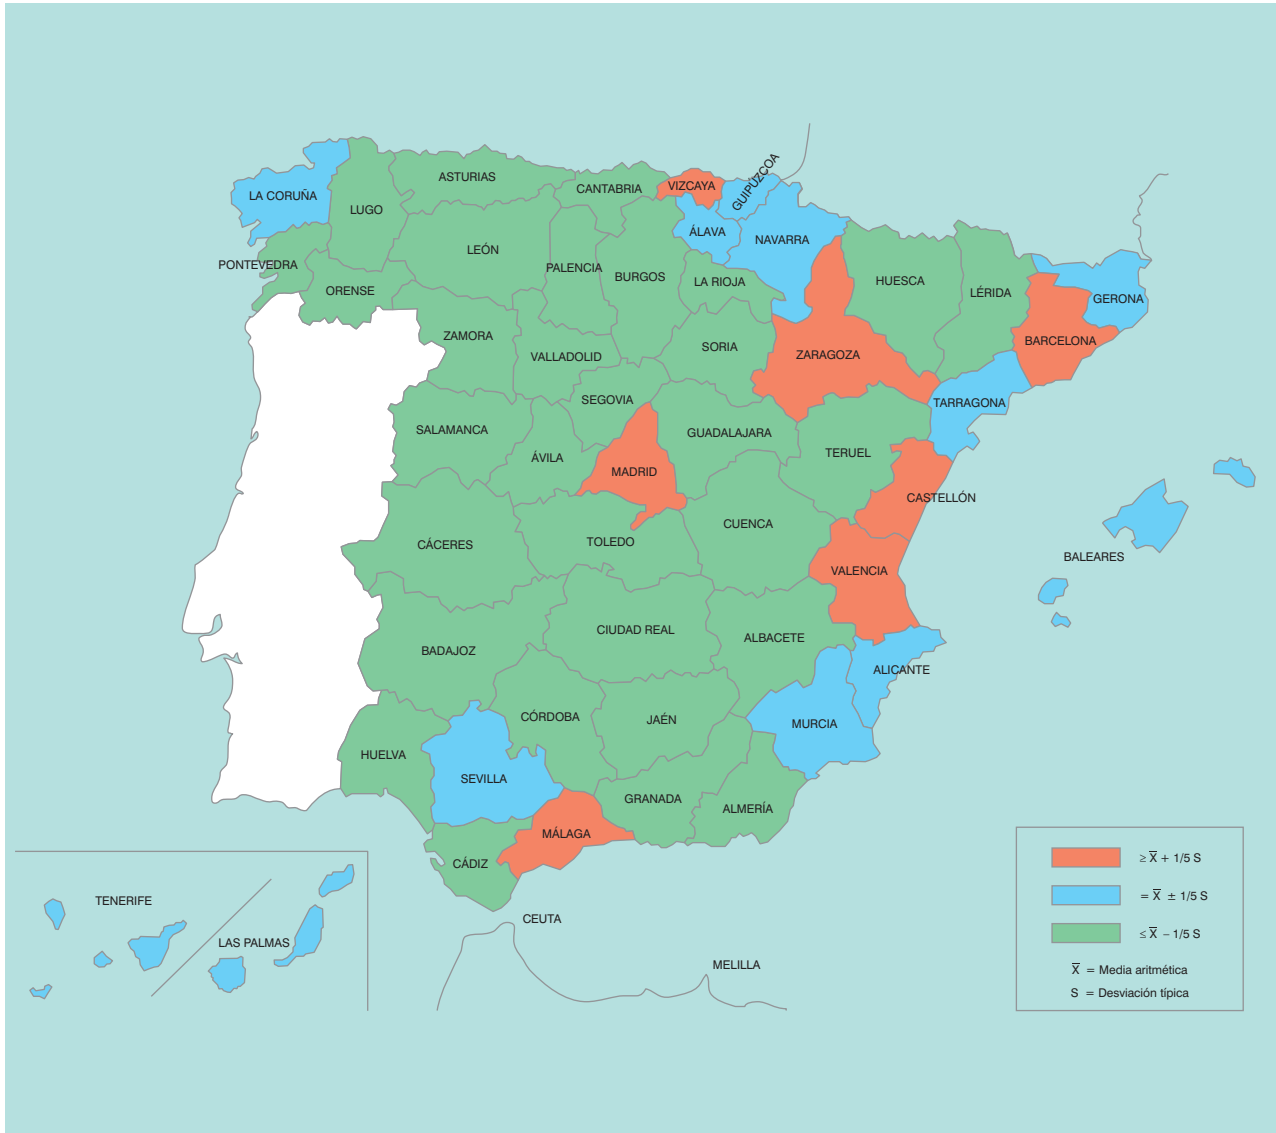 GUIPÚZCOA
ASTURIAS
CANTABRIA
VIZCAYA
LA CORUÑA
LUGO
ÁLAVA
NAVARRA
LEÓN
PONTEVEDRA
PALENCIA
BURGOS
LA RIOJA
HUESCA
ORENSE
LÉRIDA
GERONA
ZAMORA
BARCELONA
VALLADOLID
SORIA
ZARAGOZA
SEGOVIA
TARRAGONA
SALAMANCA
GUADALAJARA
ÁVILA
TERUEL
MADRID
CASTELLÓN
CUENCA
CÁCERES
TOLEDO
BALEARES
VALENCIA
CIUDAD REAL
ALBACETE
BADAJOZ
ALICANTE
CÓRDOBA
JAÉN
MURCIA
HUELVA
SEVILLA
GRANADA
ALMERÍA
MÁLAGA
CÁDIZ
TENERIFE
CEUTA
LAS PALMAS
MELILLA
≥ X̅ + 1/5 S
= X̅ ± 1/5 S
≤ X̅ – 1/5 S
X̅ = Media aritmética
S = Desviación típica